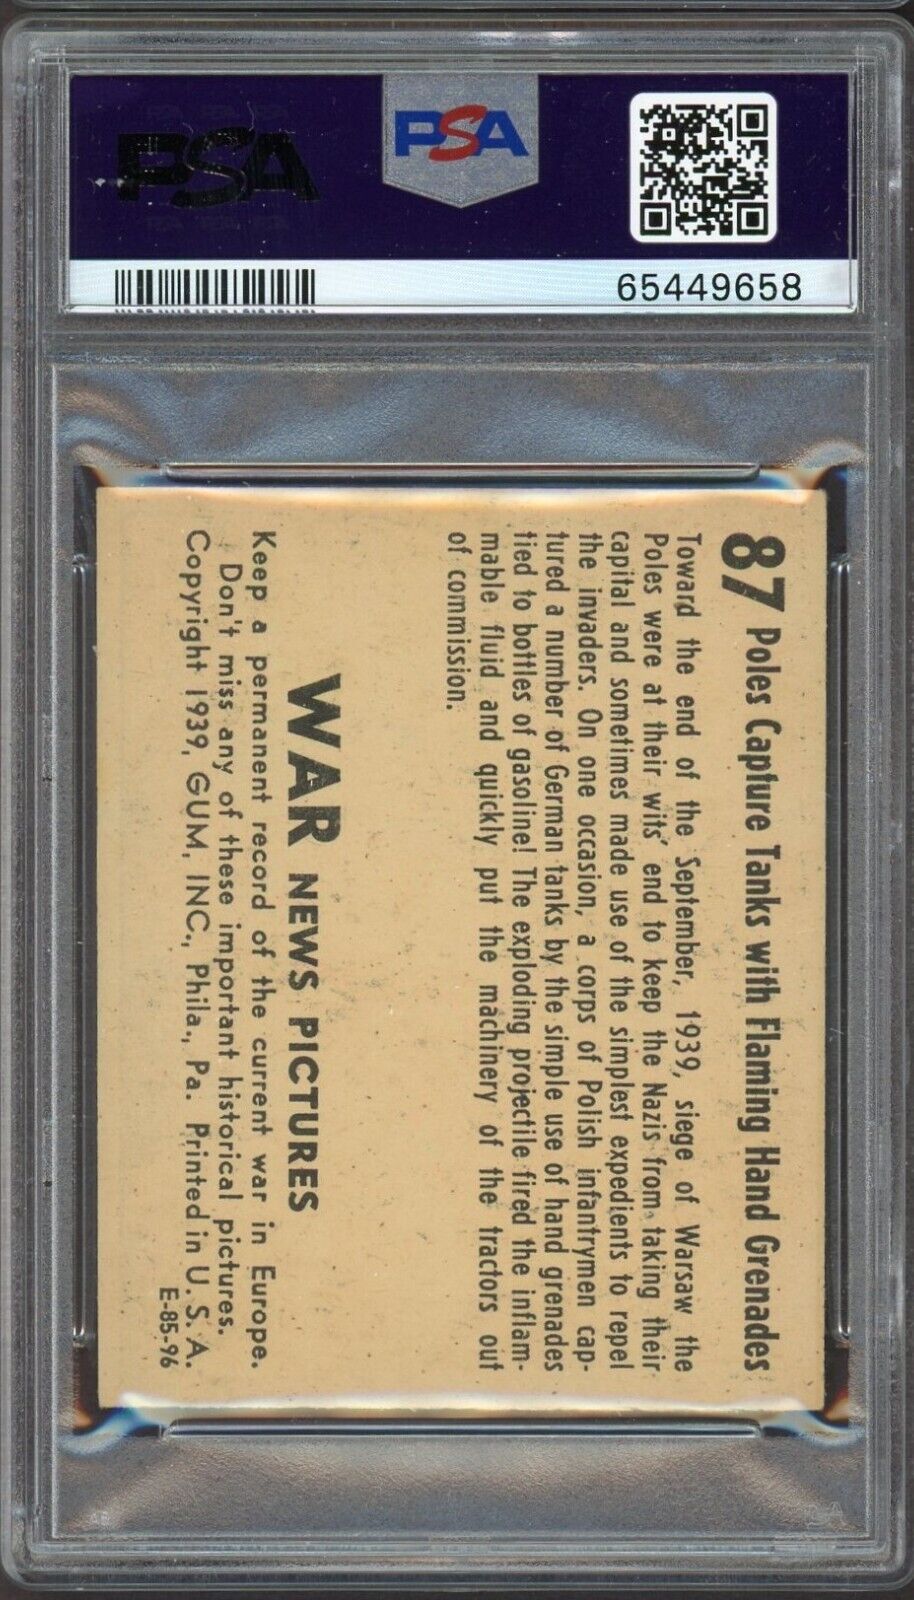 PSA
PSA
65449658
87 Poles Capture Tanks with Flaming Hand Grenades
Toward the end of the September, 1939, siege of Warsaw the
Poles were at their wits' end to keep the Nazis from taking their
capital and sometimes made use of the simplest expedients to repel
the invaders. On one occasion, a corps of Polish infantrymen cap-
tured a number of German tanks by the simple use of hand grenades
tied to bottles of gasoline! The exploding projectile fired the inflam-
mable fluid and quickly put the machinery of the tractors out
of commission.
WAR NEWS PICTURES
Keep a permanent record of the current war in Europe.
Don't miss any of these important historical pictures.
Copyright 1939, GUM, INC., Phila., Pa. Printed in U. S. A.
E-85-96